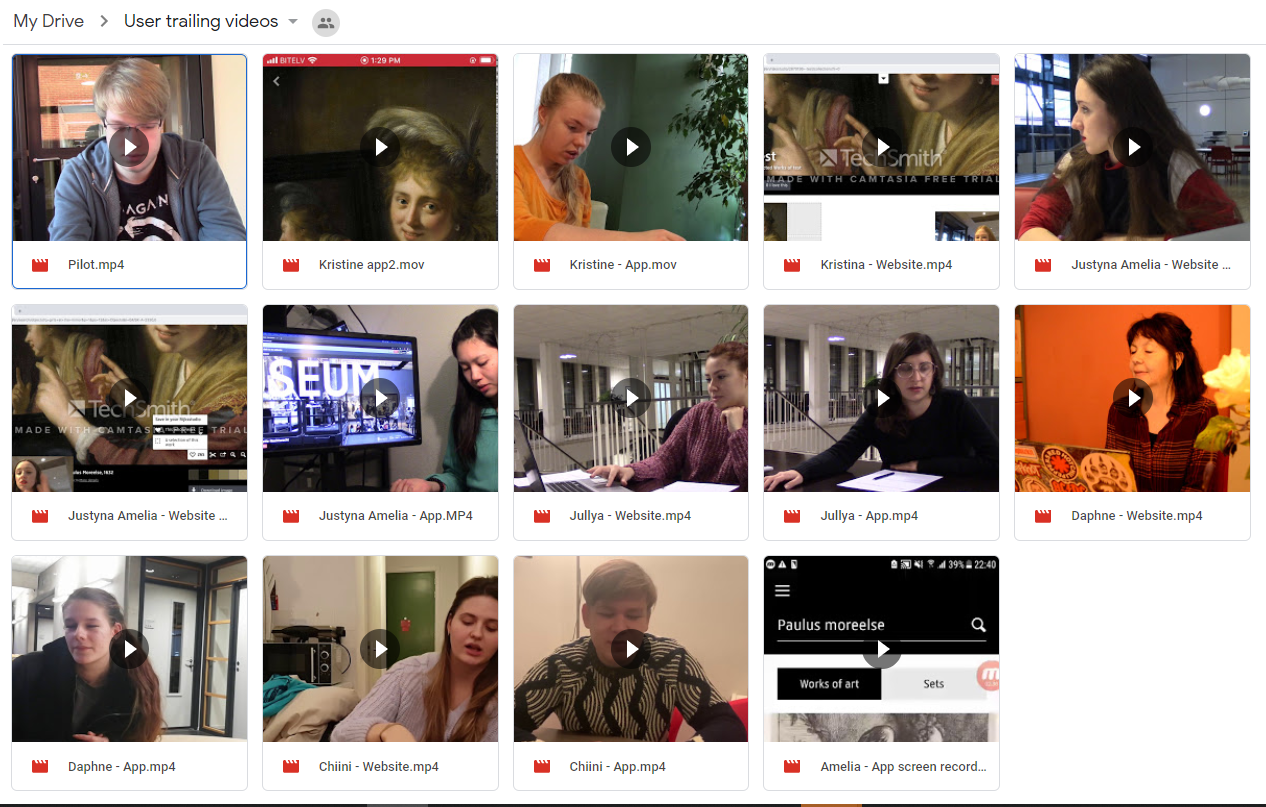 My Drive > User trailing videos
BITELV 1:29 PM
PAGAN
TechSmith
MADE WITH CAMTASIA FREE TRIAL
Pilot.mp4
Kristine app2.mov
Kristine - App.mov
Kristina - Website.mp4
Justyna Amelia - Website ...
SEUM
TechSmith
MADE WITH CAMTASIA FREE TRIAL
Justyna Amelia - Website ...
Justyna Amelia - App.MP4
Jullya - Website.mp4
Jullya - App.mp4
Daphne - Website.mp4
39% 22:40
Paulus moreelse
Works of art Sets
Daphne - App.mp4
Chiini - Website.mp4
Chiini - App.mp4
Amelia - App screen record...